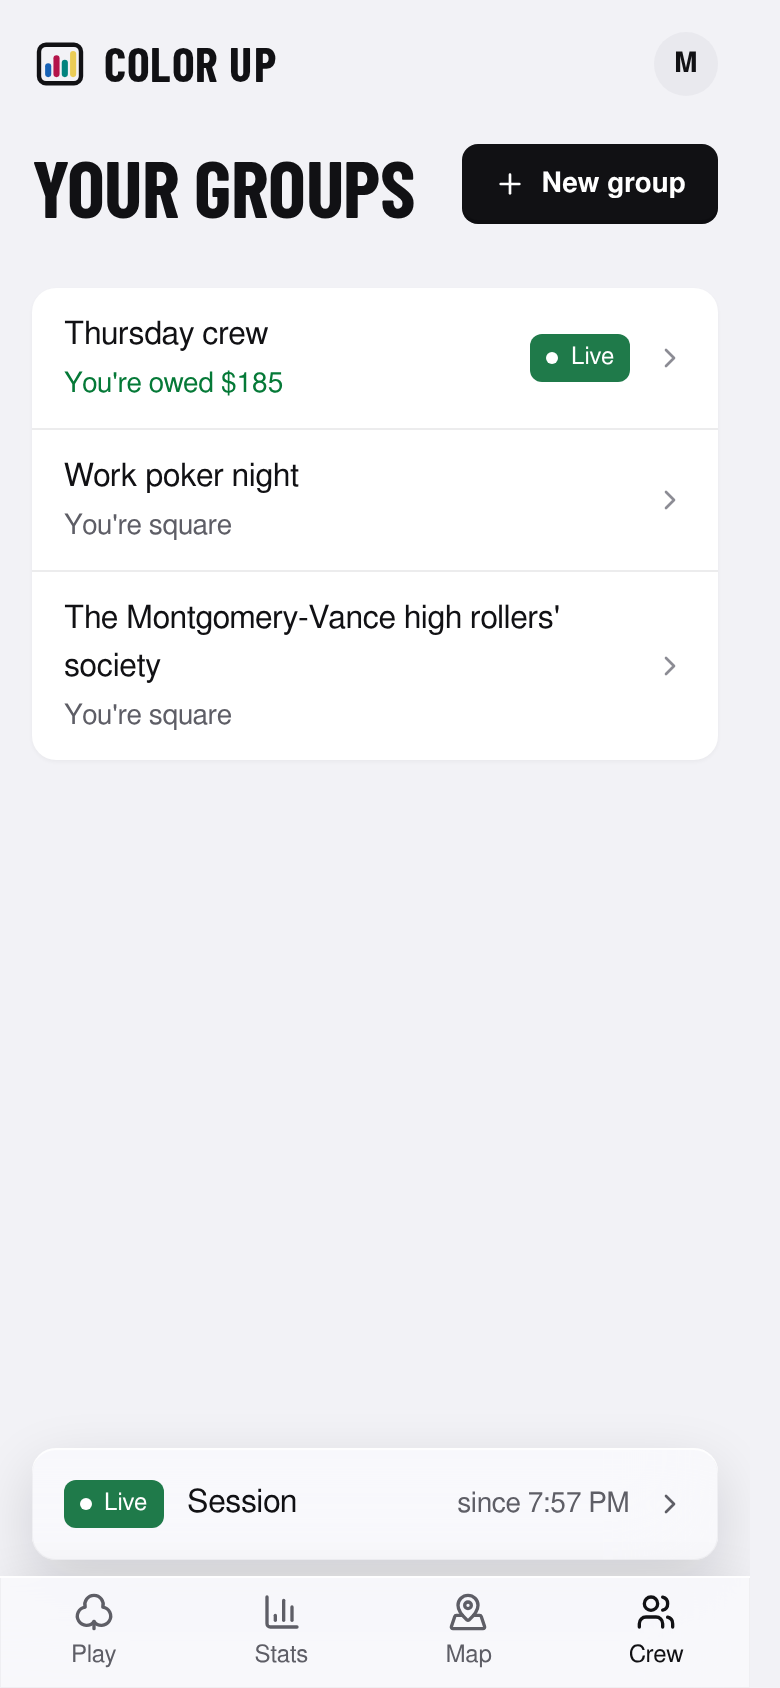 COLOR UP
M
YOUR GROUPS
New group
Thursday crew
You're owed $185
Live
Work poker night
You're square
The Montgomery-Vance high rollers'
society
You're square
Live
Session
since 7:57 PM
Play
Stats
Map
Crew